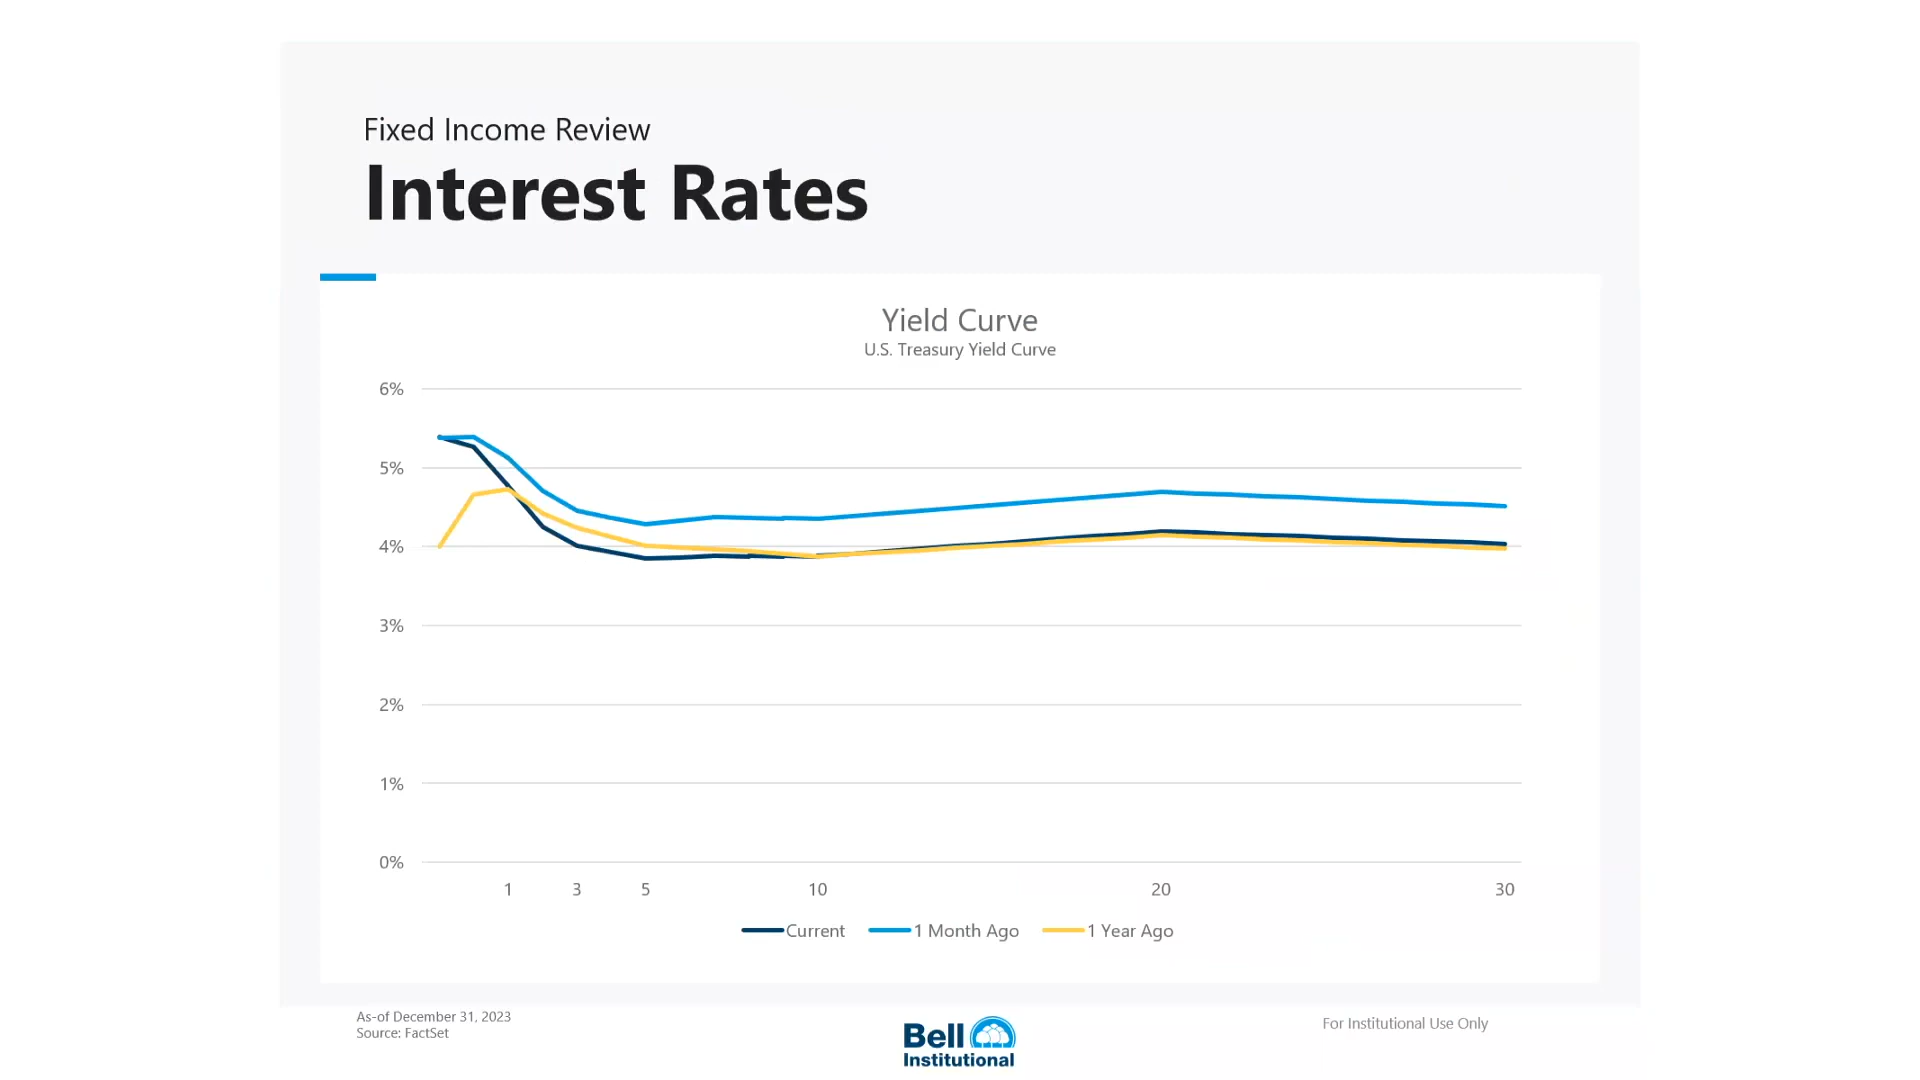 Fixed Income Review
Interest Rates
Yield Curve
U.S. Treasury Yield Curve
6%
5%
4%
3%
2%
1%
0%
1 3 5 10 20 30
Current 1 Month Ago 1 Year Ago
As-of December 31, 2023
Source: FactSet
Bell
Institutional
For Institutional Use Only